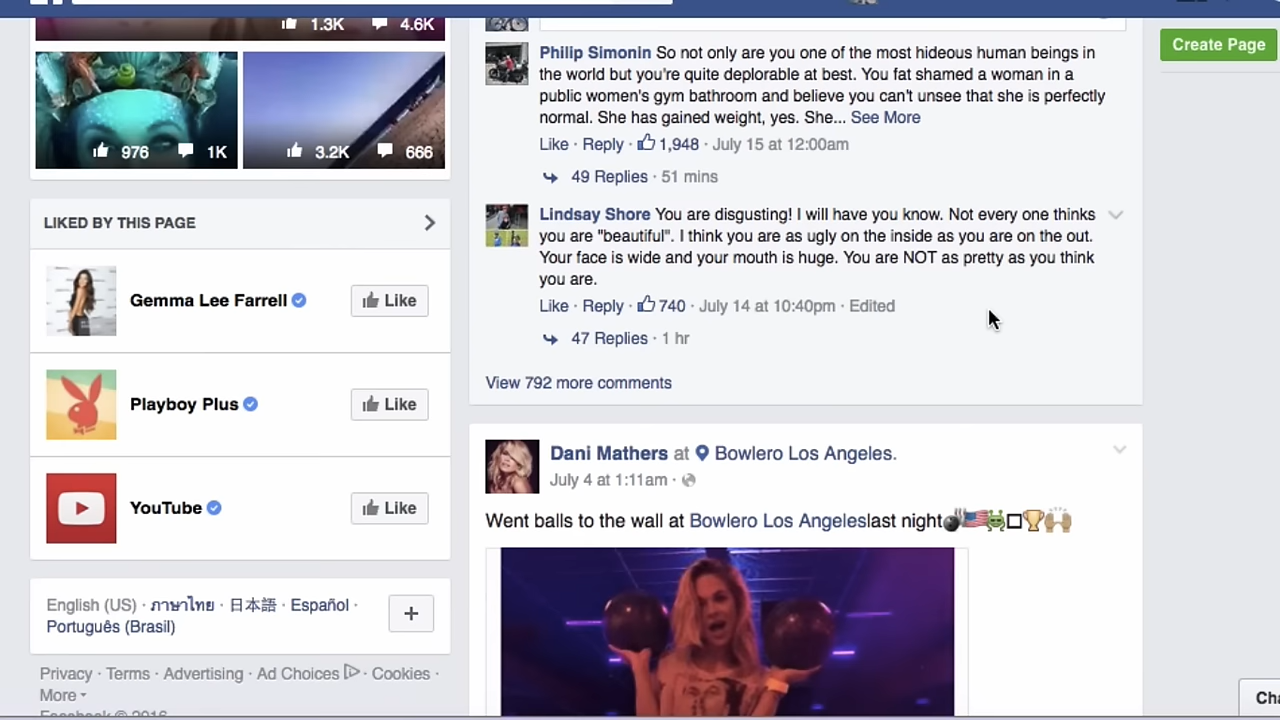 1.3K 4.6K
976 1K 3.2K 666
LIKED BY THIS PAGE
Gemma Lee Farrell Like
Playboy Plus Like
YouTube Like
English (US) · ภาษาไทย · 日本語 · Español ·
Português (Brasil)
+
Privacy · Terms · Advertising · Ad Choices · Cookies ·
More
Facebook © 2016
Philip Simonin So not only are you one of the most hideous human beings in
the world but you're quite deplorable at best. You fat shamed a woman in a
public women's gym bathroom and believe you can't unsee that she is perfectly
normal. She has gained weight, yes. She... See More
Like · Reply · 1,948 · July 15 at 12:00am
49 Replies · 51 mins
Lindsay Shore You are disgusting! I will have you know. Not every one thinks
you are "beautiful". I think you are as ugly on the inside as you are on the out.
Your face is wide and your mouth is huge. You are NOT as pretty as you think
you are.
Like · Reply · 740 · July 14 at 10:40pm · Edited
47 Replies · 1 hr
View 792 more comments
Dani Mathers at Bowlero Los Angeles.
July 4 at 1:11am ·
Went balls to the wall at Bowlero Los Angeleslast night
Create Page